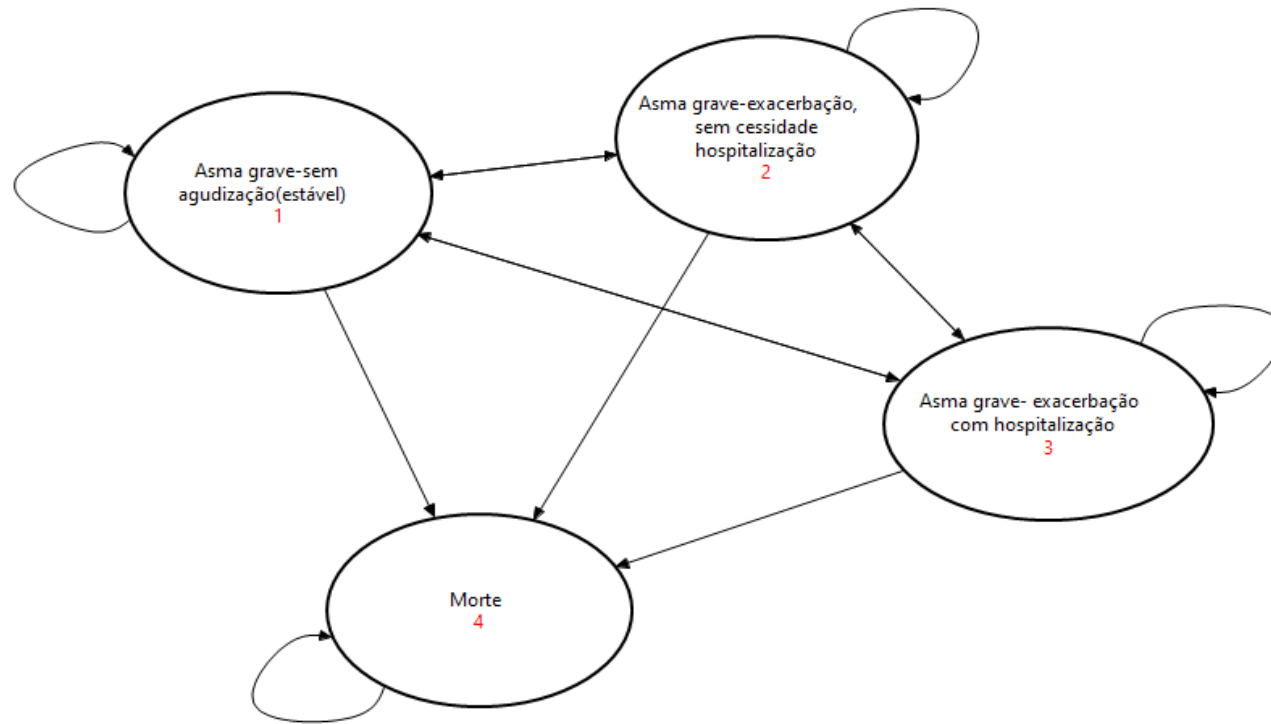 Asma grave-sem
agudização(estável)
1
Asma grave-exacerbação,
sem cessidade
hospitalização
2
Asma grave- exacerbação
com hospitalização
3
Morte
4